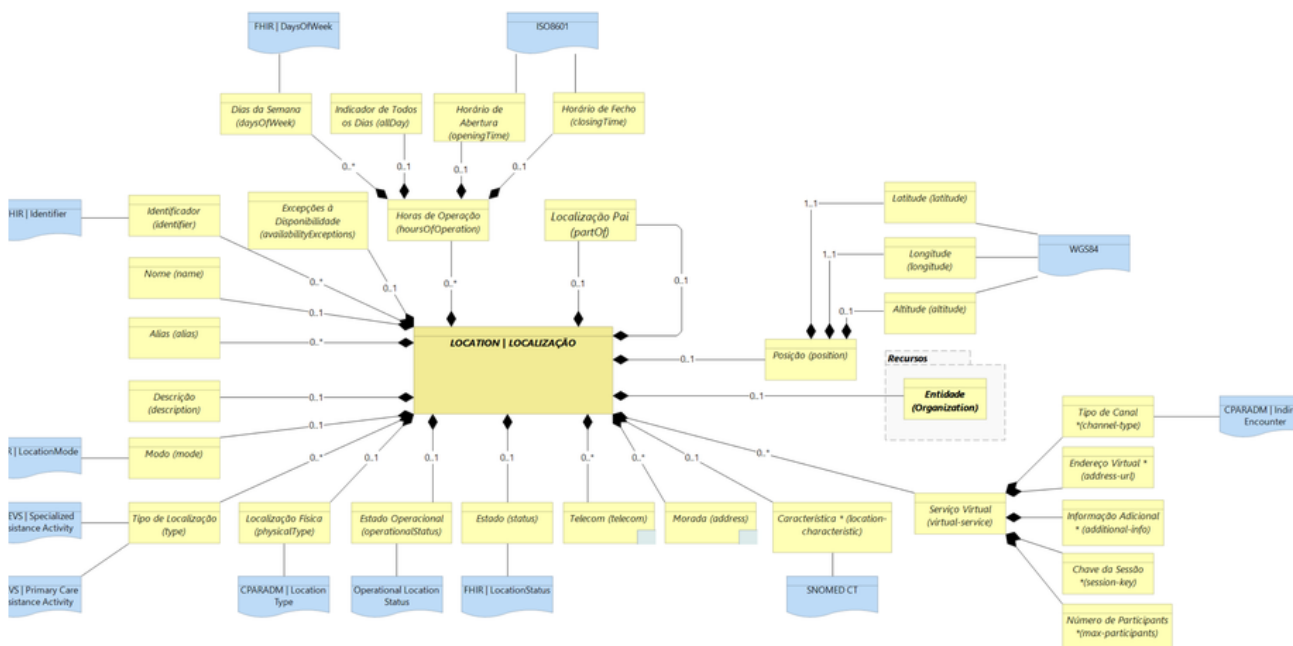 FHIR | DaysOfWeek
ISO8601
Dias da Semana
(daysOfWeek)
Indicador de Todos
os Dias (allDay)
Horário de
Abertura
(openingTime)
Horário de Fecho
(closingTime)
0..*
0..1
0..1
0..1
HIR | Identifier
Identificador
(identifier)
Excepções à
Disponibilidade
(availabilityExceptions)
Horas de Operação
(hoursOfOperation)
Localização Pai
(partOf)
Latitude (latitude)
1..1
Nome (name)
Longitude
(longitude)
WGS84
1..1
0..*
0..1
0..*
0..1
0..1
Altitude (altitude)
0..1
0..1
Alias (alias)
0..*
LOCATION | LOCALIZAÇÃO
0..1
Posição (position)
Recursos
Entidade
(Organization)
0..1
Descrição
(description)
0..1
Tipo de Canal
*(channel-type)
CPARADM | Indir
Encounter
R | LocationMode
Modo (mode)
0..1
0..*
0..1
0..1
0..1
0..*
0..*
0..1
0..*
Endereço Virtual *
(address-url)
EVS | Specialized
sistance Activity
Tipo de Localização
(type)
Localização Física
(physicalType)
Estado Operacional
(operationalStatus)
Estado (status)
Telecom (telecom)
Morada (address)
Característica * (location-
characteristic)
Serviço Virtual
(virtual-service)
Informação Adicional
* (additional-info)
Chave da Sessão
*(session-key)
VS | Primary Care
sistance Activity
CPARADM | Location
Type
Operational Location
Status
FHIR | LocationStatus
SNOMED CT
Número de Participants
*(max-participants)